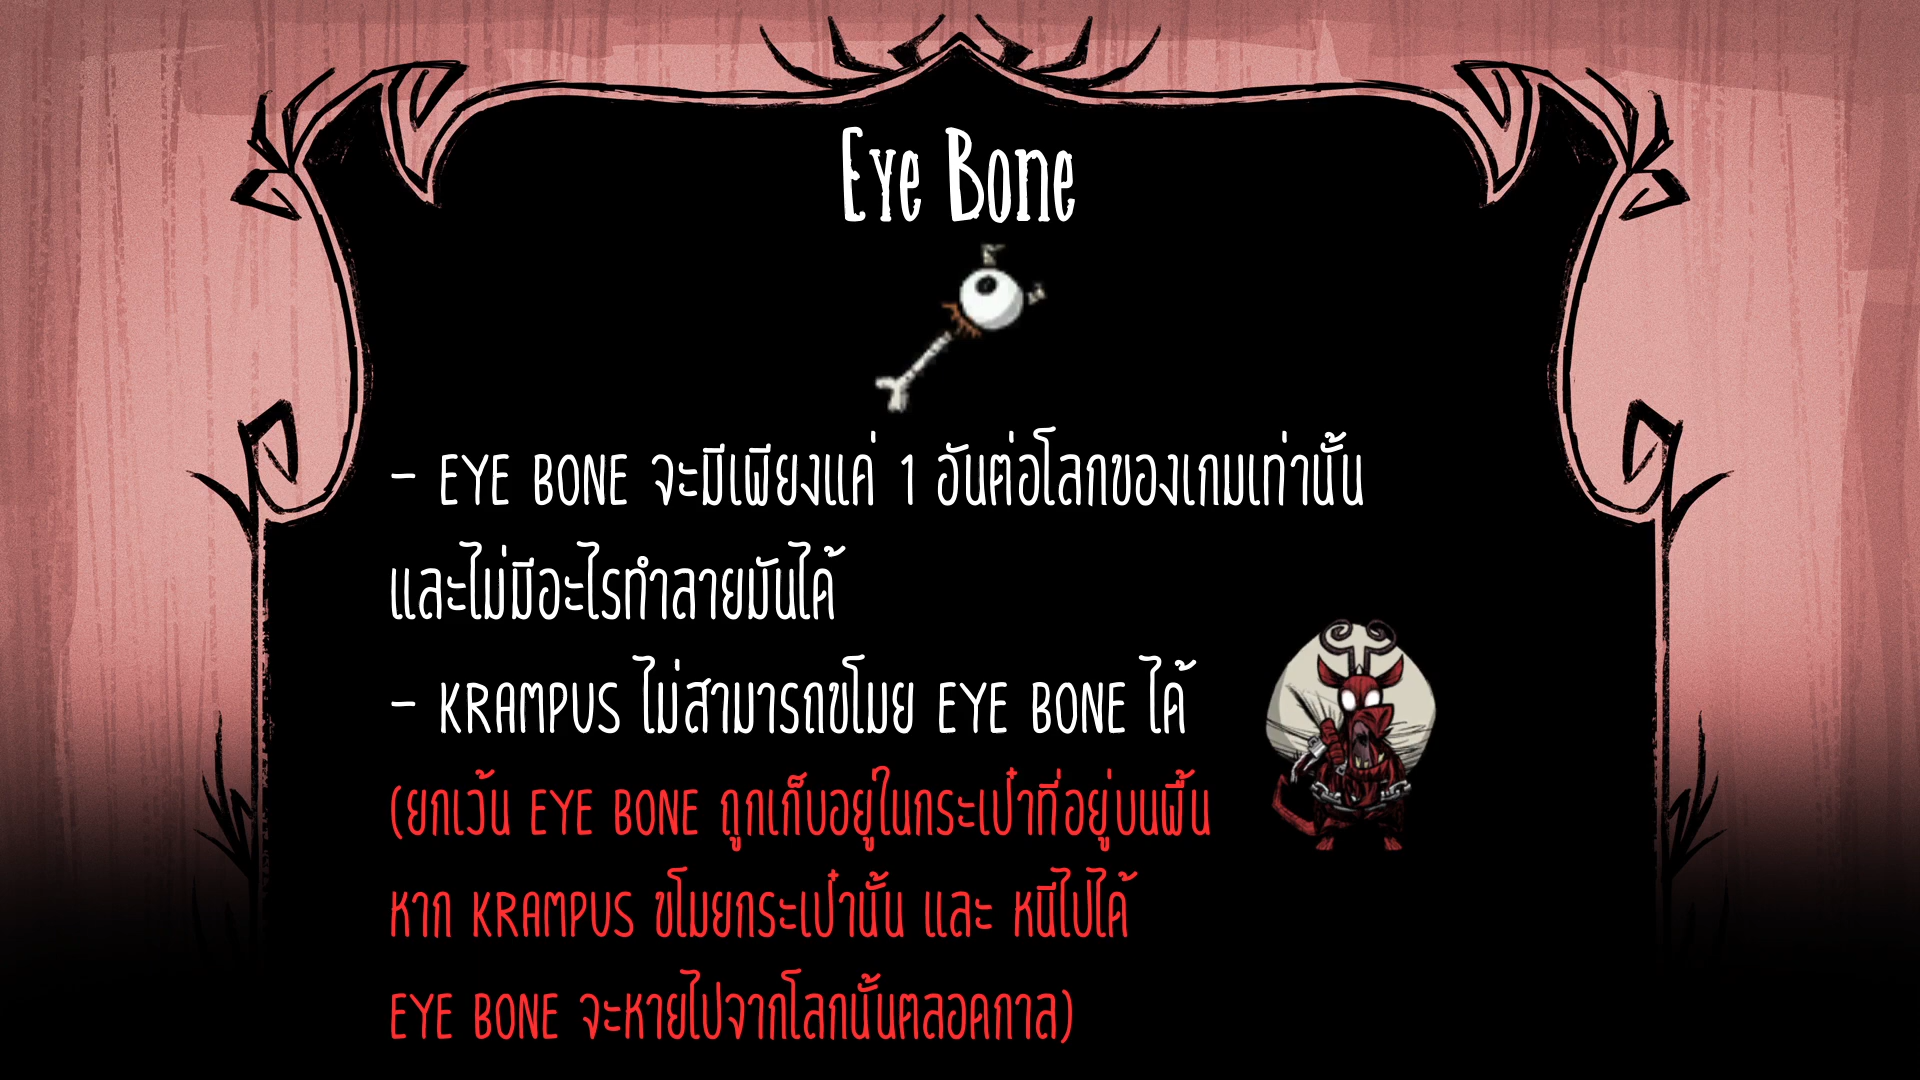 Eye Bone
- EYE BONE จะมีเพียงแค่ 1 อันต่อโลกของเกมเท่านั้น
และไม่มีอะไรทำลายมันได้
- KRAMPUS ไม่สามารถขโมย EYE BONE ได้
(ยกเว้น EYE BONE ถูกเก็บอยู่ในกระเป๋าที่อยู่บนพื้น
หาก KRAMPUS ขโมยกระเป๋านั้น และ หนีไปได้
EYE BONE จะหายไปจากโลกนั้นตลอดกาล)